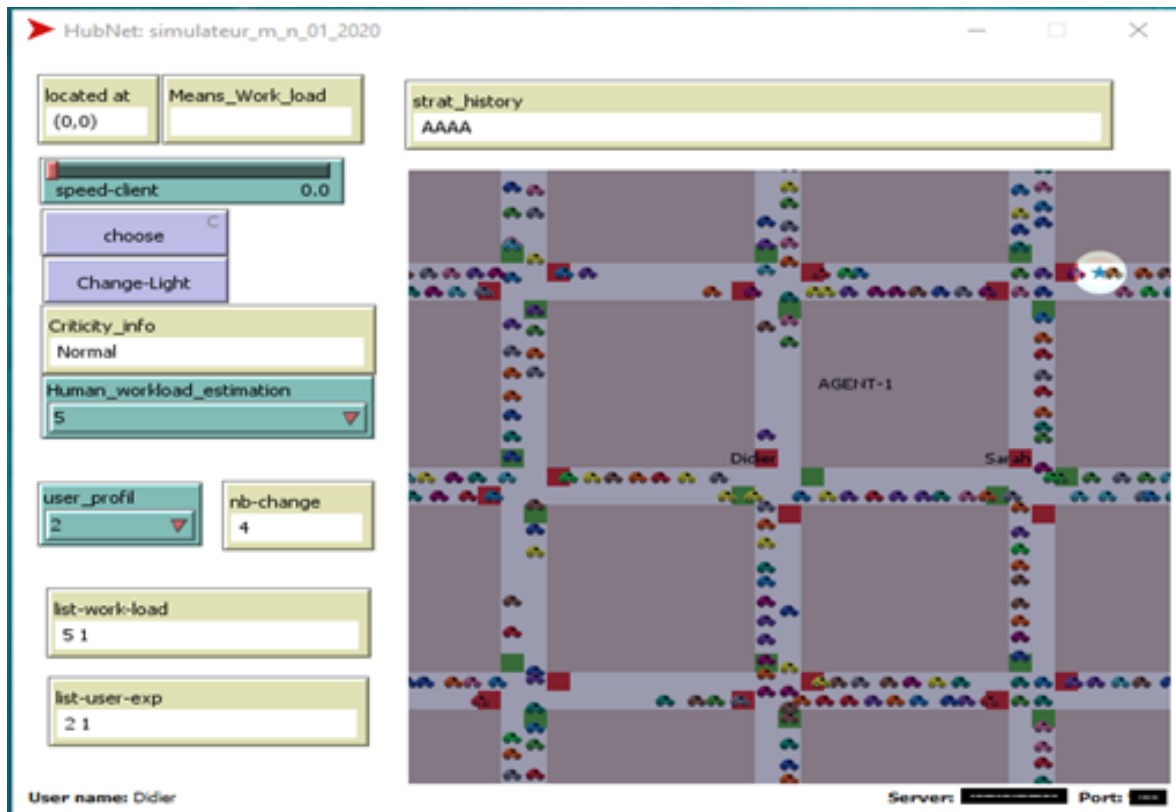 HubNet: simulateur_m_n_01_2020
located at
(0,0)
Means_Work_load
strat_history
AAAA
speed-client 0.0
choose C
Change-Light
Criticity_info
Normal
Human_workload_estimation
5
user_profil
2
nb-change
4
list-work-load
5 1
list-user-exp
2 1
AGENT-1
Didier
Sarah
User name: Didier
Server: Port: